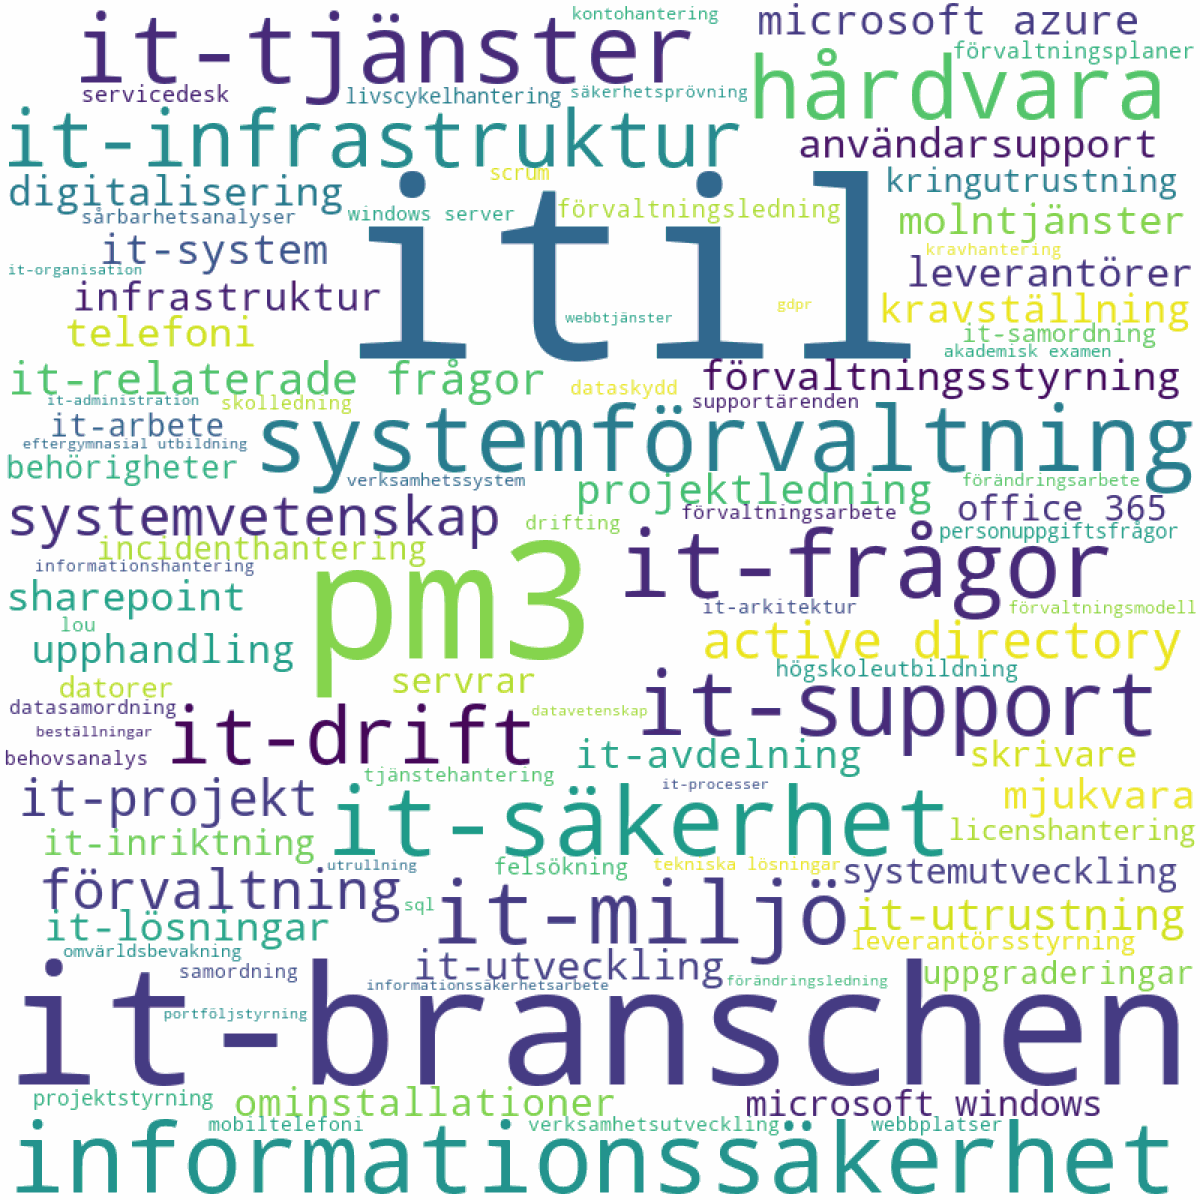 kontohantering
it-tjänster
microsoft azure
förvaltningsplaner
hårdvara
servicedesk
livscykelhantering
säkerhetsprövning
it-infrastruktur
användarsupport
scrum
digitalisering
kringutrustning
itil
sårbarhetsanalyser
windows server
förvaltningsledning
molntjänster
it-system
kravhantering
it-organisation
leverantörer
infrastruktur
gdpr
kravställning
webbtjänster
telefoni
it-samordning
akademisk examen
it-relaterade frågor
dataskydd
förvaltningsstyrning
it-administration
skolledning
supportärenden
it-arbete
eftergymnasial utbildning
systemförvaltning
behörigheter
verksamhetssystem
projektledning
förändringsarbete
systemvetenskap
förvaltningsarbete
office 365
drifting
personuppgiftsfrågor
incidenthantering
it-frågor
informationshantering
pm3
sharepoint
it-arkitektur
förvaltningsmodell
lou
upphandling
active directory
högskoleutbildning
datorer
servrar
it-support
datasamordning
datavetenskap
beställningar
it-drift
behovsanalys
it-avdelning
skrivare
tjänstehantering
it-processer
it-projekt
it-säkerhet
mjukvara
it-inriktning
licenshantering
utrullning
felsökning
tekniska lösningar
systemutveckling
förvaltning
sql
it-miljö
it-utrustning
it-lösningar
leverantörsstyrning
omvärldsbevakning
samordning
it-utveckling
uppgraderingar
informationssäkerhetsarbete
förändringsledning
it-branschen
portföljstyrning
projektstyrning
ominstallationer
microsoft windows
mobiltelefoni
verksamhetsutveckling
webbplatser
informationssäkerhet